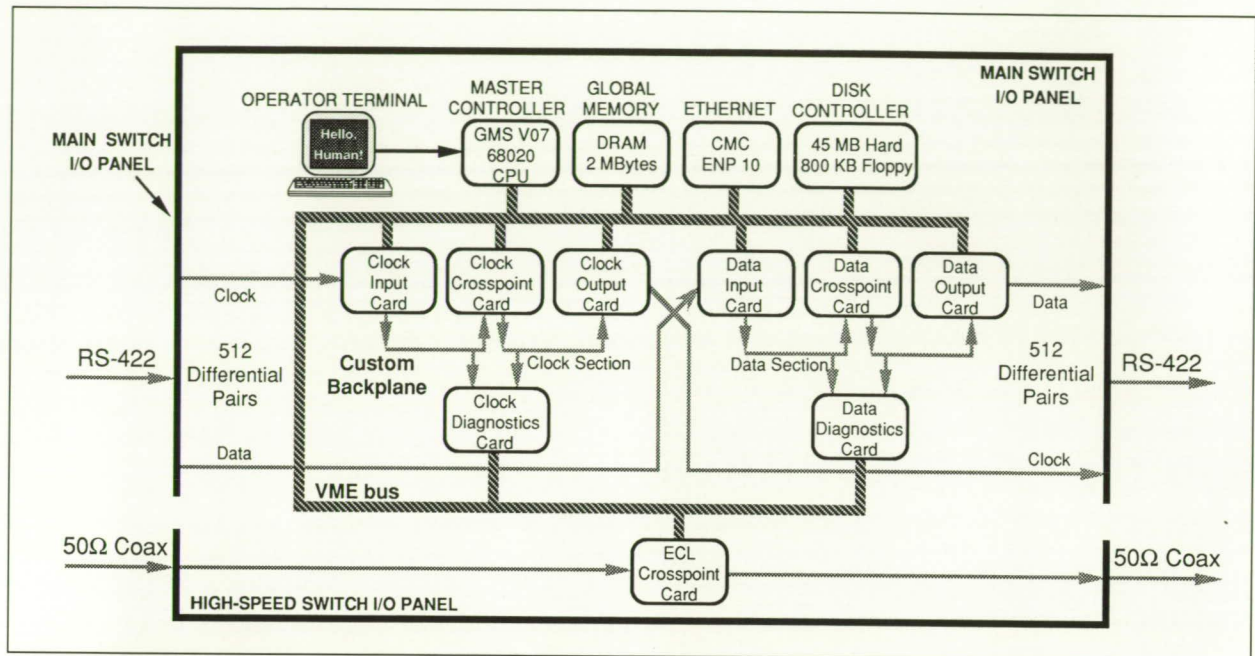 MAIN SWITCH
I/O PANEL
OPERATOR TERMINAL
Hello,
Human!
MASTER
CONTROLLER
GMS V07
68020
CPU
GLOBAL
MEMORY
DRAM
2 MBytes
ETHERNET
CMC
ENP 10
DISK
CONTROLLER
45 MB Hard
800 KB Floppy
MAIN SWITCH
I/O PANEL
Clock
Input
Card
Clock
Crosspoint
Card
Clock
Output
Card
Data
Input
Card
Data
Crosspoint
Card
Data
Output
Card
Clock
Data
RS-422
512
Differential
Pairs
Custom
Backplane
Clock Section
Data Section
512
Differential
Pairs
RS-422
Clock
Diagnostics
Card
Data
Diagnostics
Card
Data
Clock
VME bus
50Ω Coax
ECL
Crosspoint
Card
50Ω Coax
HIGH-SPEED SWITCH I/O PANEL